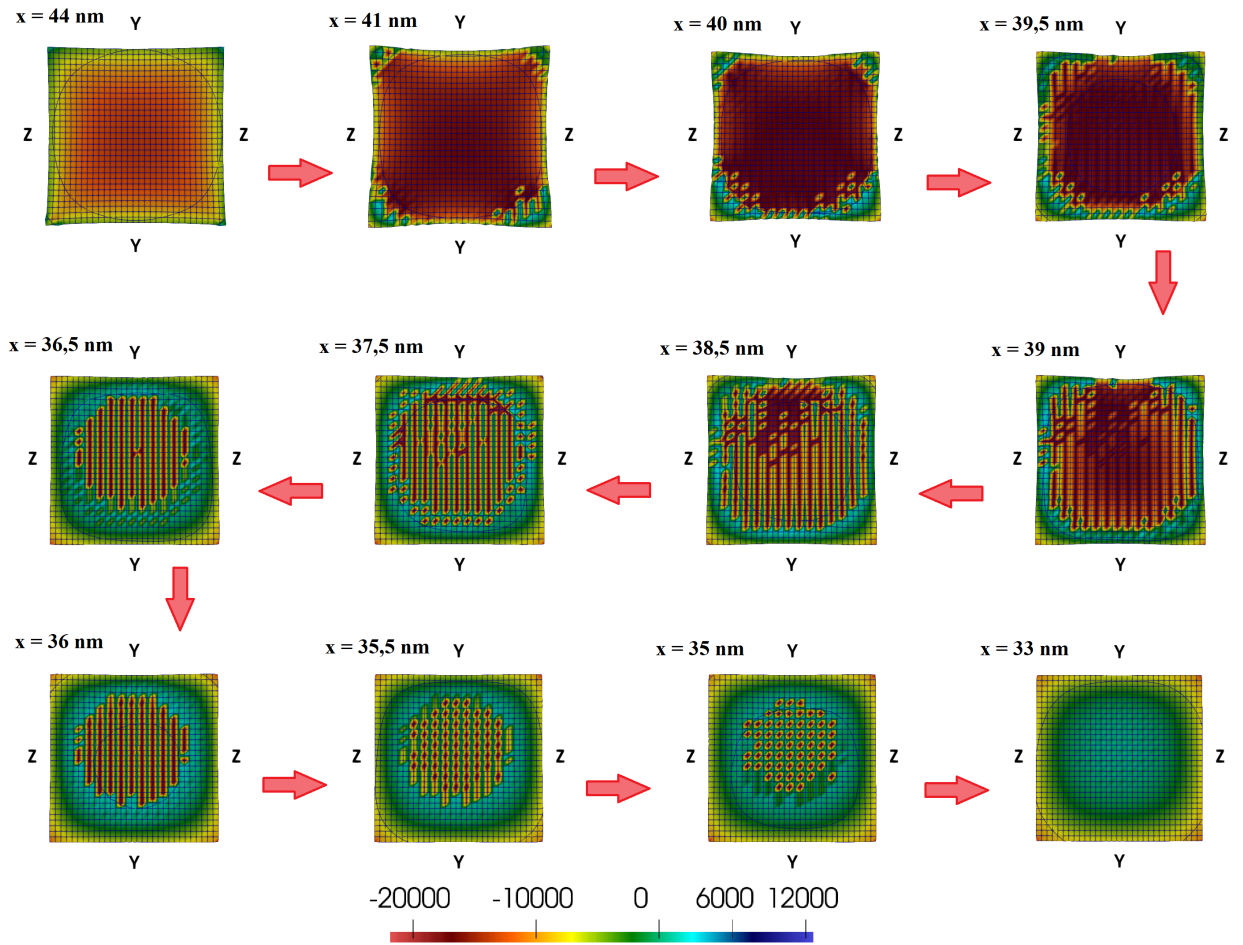 x = 44 nm
Y
x = 41 nm
Y
x = 40 nm
Y
x = 39,5 nm
Y
Z
Z
Z
Z
Z
Z
Z
Z
Y
Y
Y
Y
x = 36,5 nm
Y
x = 37,5 nm
Y
x = 38,5 nm
Y
x = 39 nm
Y
Z
Z
Z
Z
Z
Z
Z
Z
Y
Y
Y
Y
x = 36 nm
Y
x = 35,5 nm
Y
x = 35 nm
Y
x = 33 nm
Y
Z
Z
Z
Z
Z
Z
Z
Z
Y
Y
Y
Y
-20000 -10000 0 6000 12000